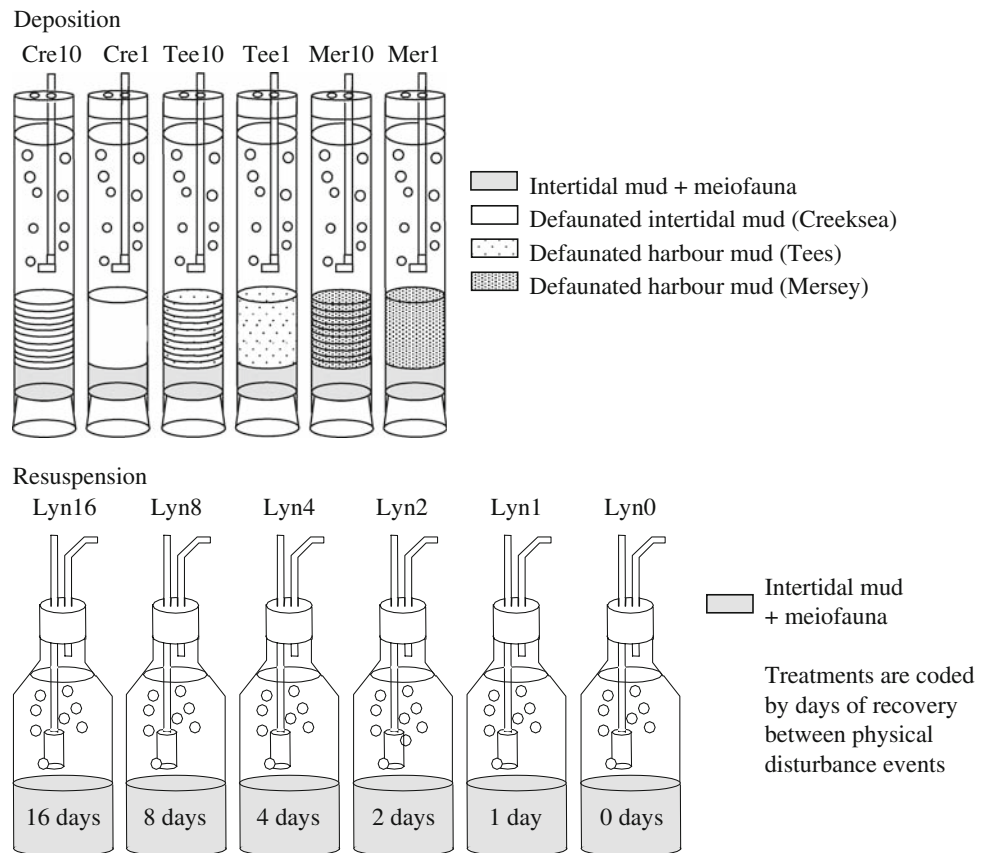 Deposition
Cre10 Cre1 Tee10 Tee1 Mer10 Mer1
Intertidal mud + meiofauna
Defaunated intertidal mud (Creeksea)
Defaunated harbour mud (Tees)
Defaunated harbour mud (Mersey)
Resuspension
Lyn16 Lyn8 Lyn4 Lyn2 Lyn1 Lyn0
Intertidal mud
+ meiofauna
Treatments are coded
by days of recovery
between physical
disturbance events
16 days 8 days 4 days 2 days 1 day 0 days